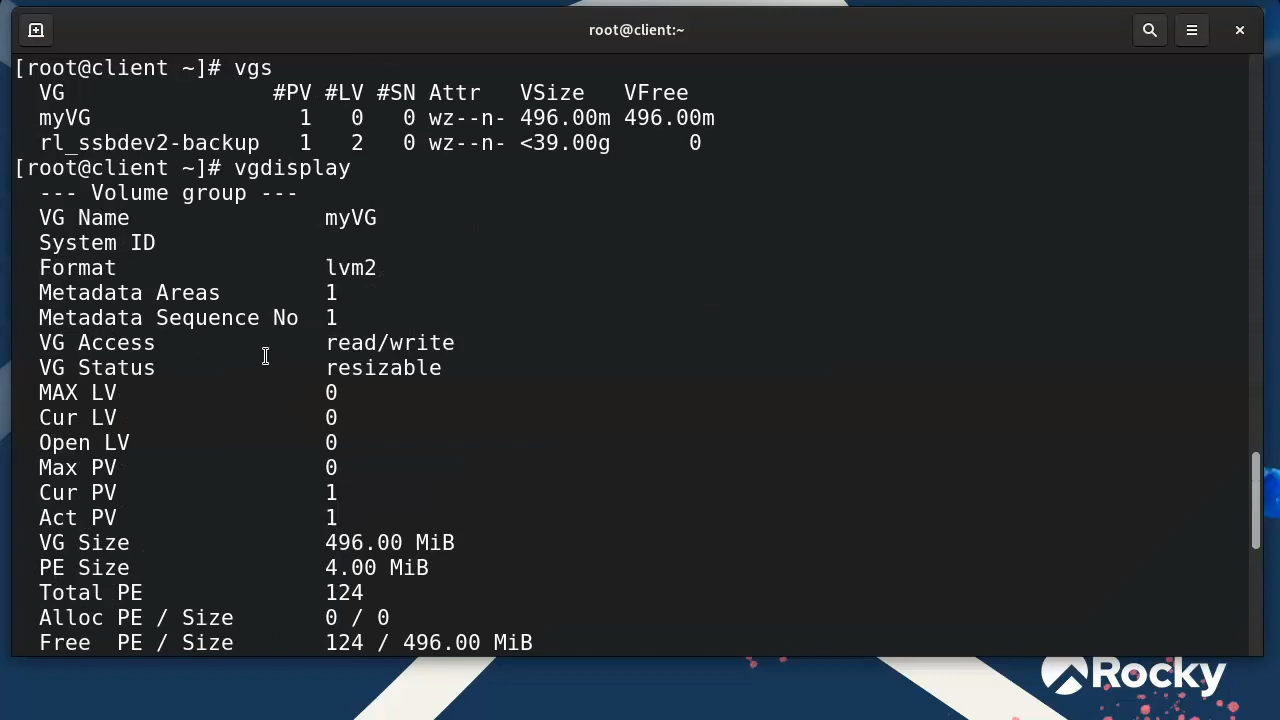 root@client:~
[root@client ~]# vgs
  VG                #PV #LV #SN Attr   VSize   VFree
  myVG                1   0   0 wz--n- 496.00m 496.00m
  rl_ssbdev2-backup   1   2   0 wz--n- <39.00g      0
[root@client ~]# vgdisplay
  --- Volume group ---
  VG Name               myVG
  System ID
  Format                lvm2
  Metadata Areas        1
  Metadata Sequence No  1
  VG Access             read/write
  VG Status             resizable
  MAX LV                0
  Cur LV                0
  Open LV               0
  Max PV                0
  Cur PV                1
  Act PV                1
  VG Size               496.00 MiB
  PE Size               4.00 MiB
  Total PE              124
  Alloc PE / Size       0 / 0
  Free  PE / Size       124 / 496.00 MiB
Rocky